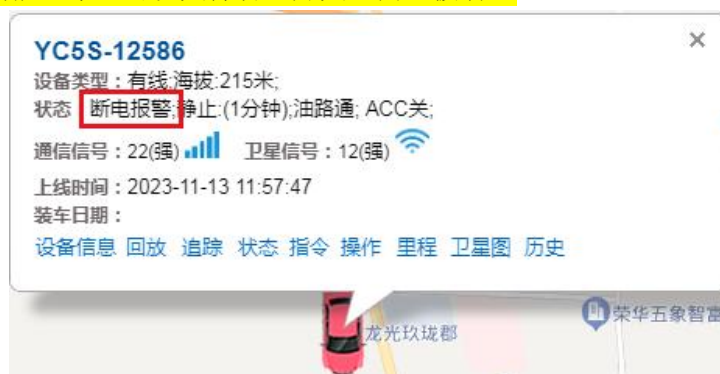 YC5S-12586
设备类型：有线;海拔:215米;
状态 断电报警;静止:(1分钟);油路通; ACC关;
通信信号：22(强) 卫星信号：12(强)
上线时间：2023-11-13 11:57:47
装车日期：
设备信息 回放 追踪 状态 指令 操作 里程 卫星图 历史
荣华五象智富
龙光玖珑郡